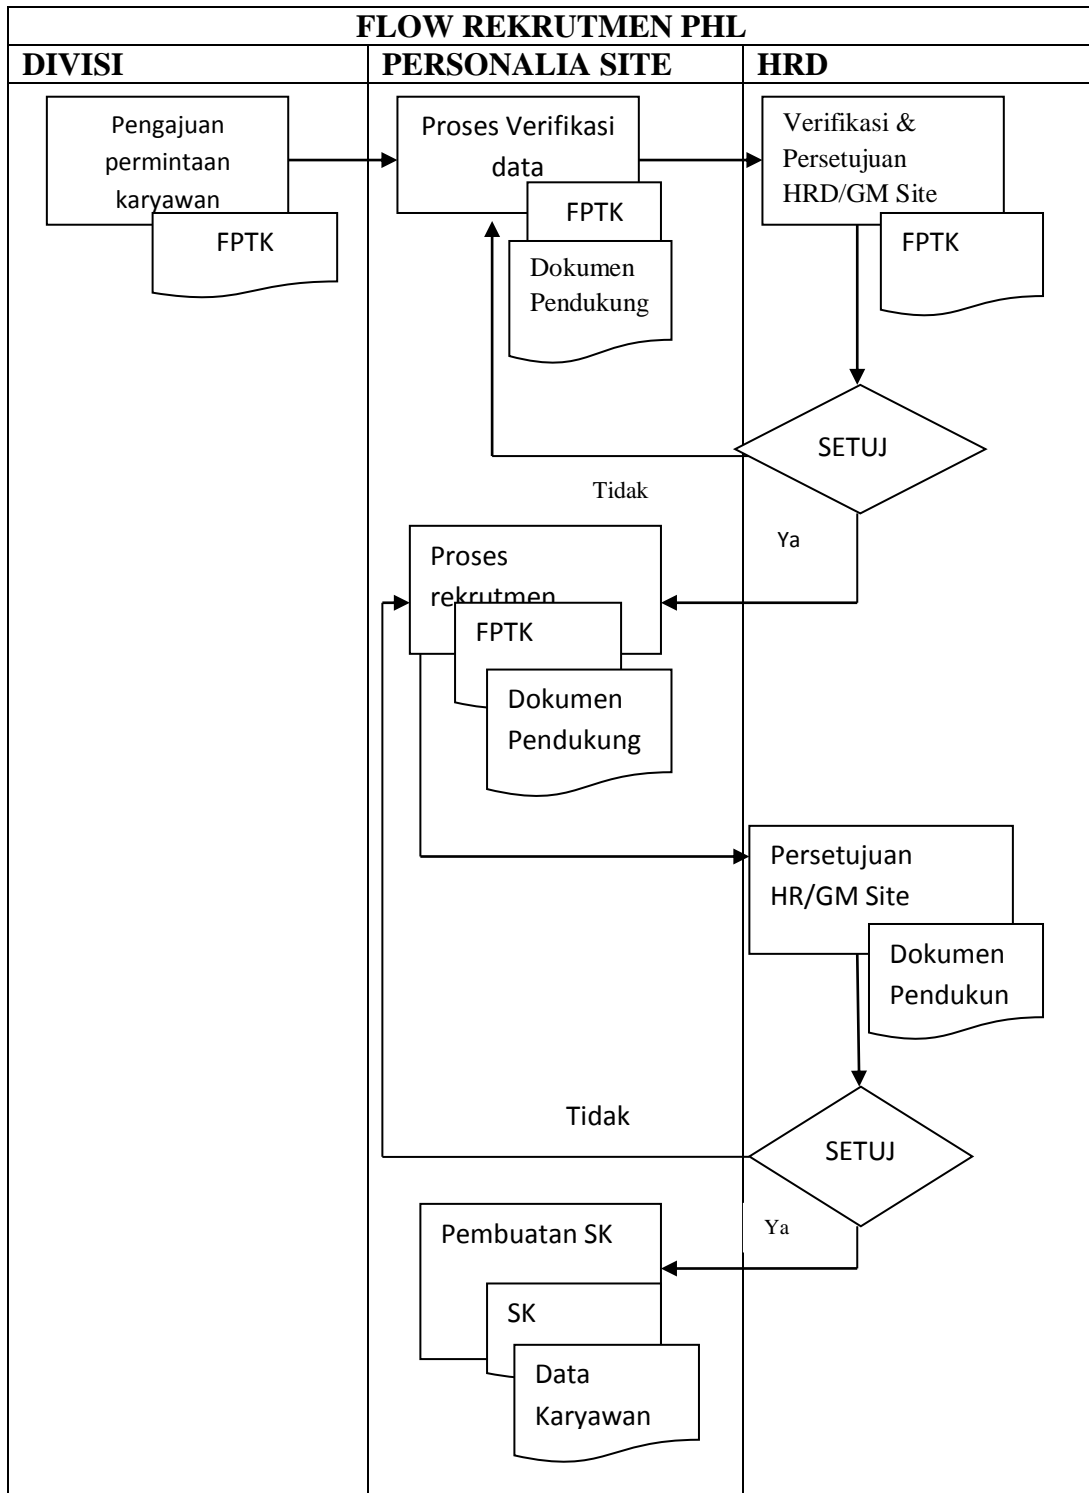 FLOW REKRUTMEN PHL
DIVISI
PERSONALIA SITE
HRD
Pengajuan
permintaan
karyawan
FPTK
Proses Verifikasi
data
FPTK
Dokumen
Pendukung
Verifikasi &
Persetujuan
HRD/GM Site
FPTK
SETUJ
Tidak
Ya
Proses
rekrutmen
FPTK
Dokumen
Pendukung
Persetujuan
HR/GM Site
Dokumen
Pendukun
SETUJ
Tidak
Ya
Pembuatan SK
SK
Data
Karyawan